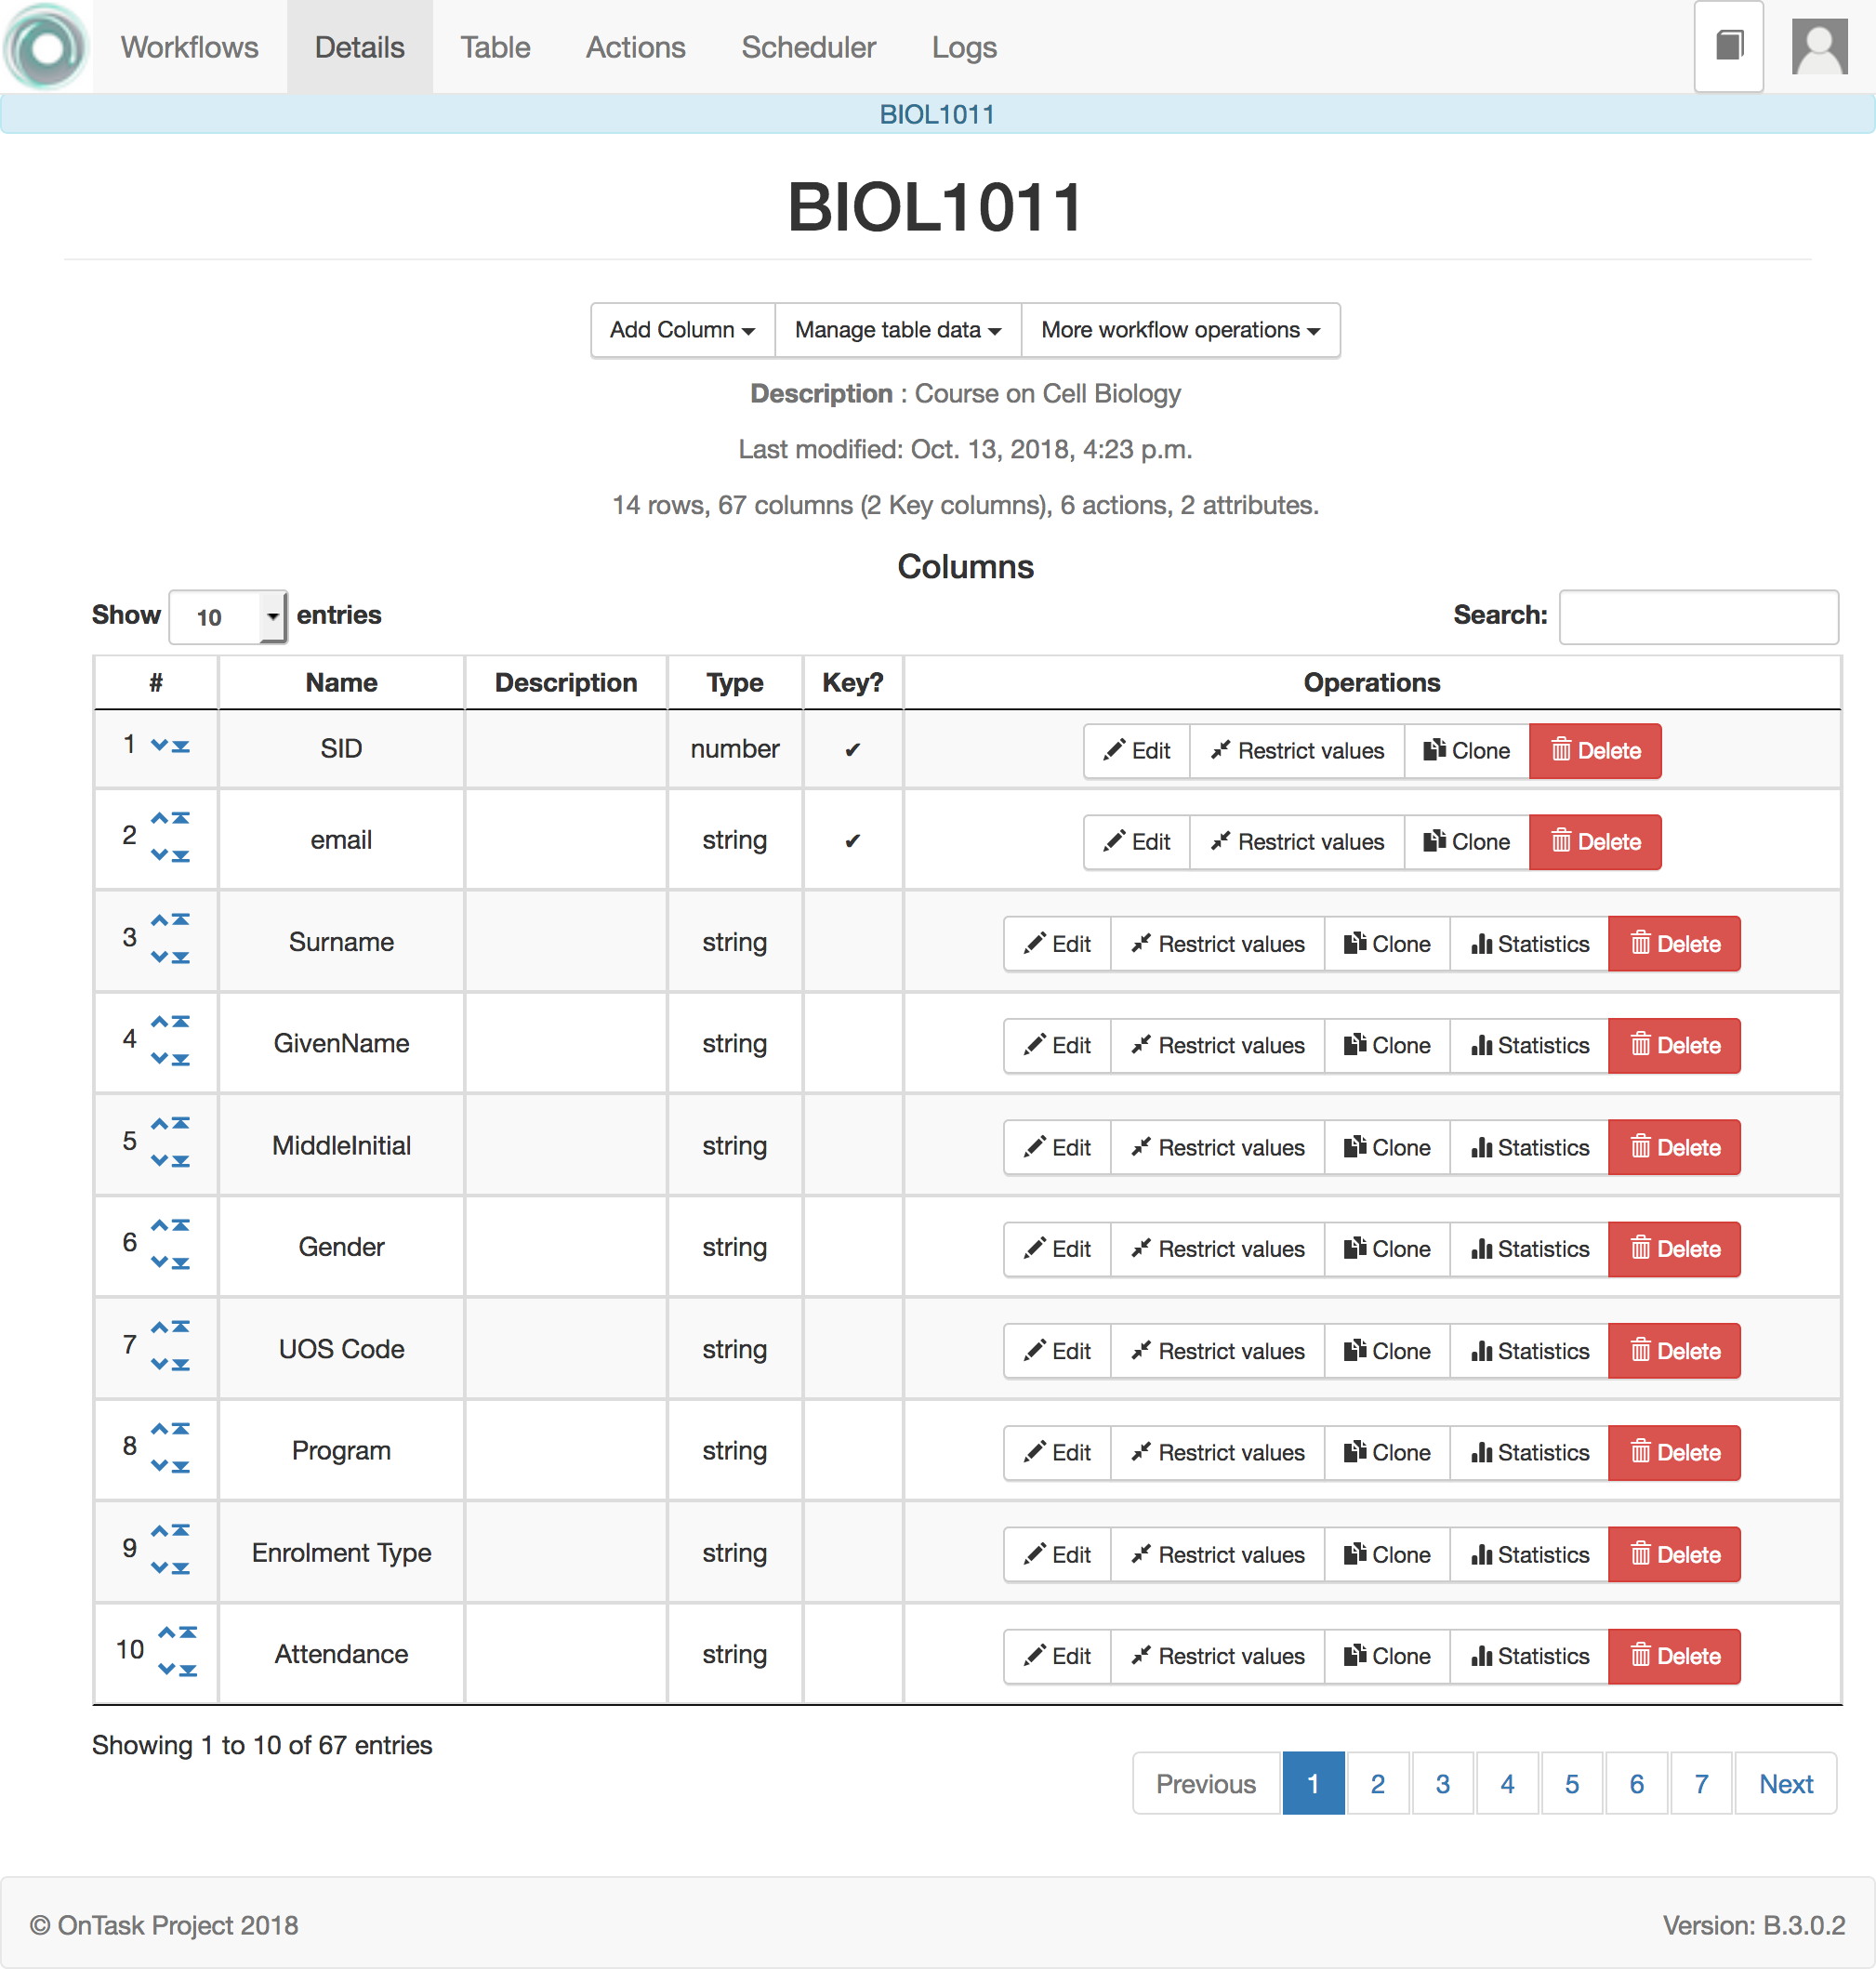 Workflows Details Table Actions Scheduler Logs
BIOL1011
BIOL1011
Add Column Manage table data More workflow operations
Description : Course on Cell Biology
Last modified: Oct. 13, 2018, 4:23 p.m.
14 rows, 67 columns (2 Key columns), 6 actions, 2 attributes.
Columns
Show 10 entries Search:
# Name Description Type Key? Operations
1 SID number ✔ Edit Restrict values Clone Delete
2 email string ✔ Edit Restrict values Clone Delete
3 Surname string Edit Restrict values Clone Statistics Delete
4 GivenName string Edit Restrict values Clone Statistics Delete
5 MiddleInitial string Edit Restrict values Clone Statistics Delete
6 Gender string Edit Restrict values Clone Statistics Delete
7 UOS Code string Edit Restrict values Clone Statistics Delete
8 Program string Edit Restrict values Clone Statistics Delete
9 Enrolment Type string Edit Restrict values Clone Statistics Delete
10 Attendance string Edit Restrict values Clone Statistics Delete
Showing 1 to 10 of 67 entries
Previous 1 2 3 4 5 6 7 Next
© OnTask Project 2018 Version: B.3.0.2